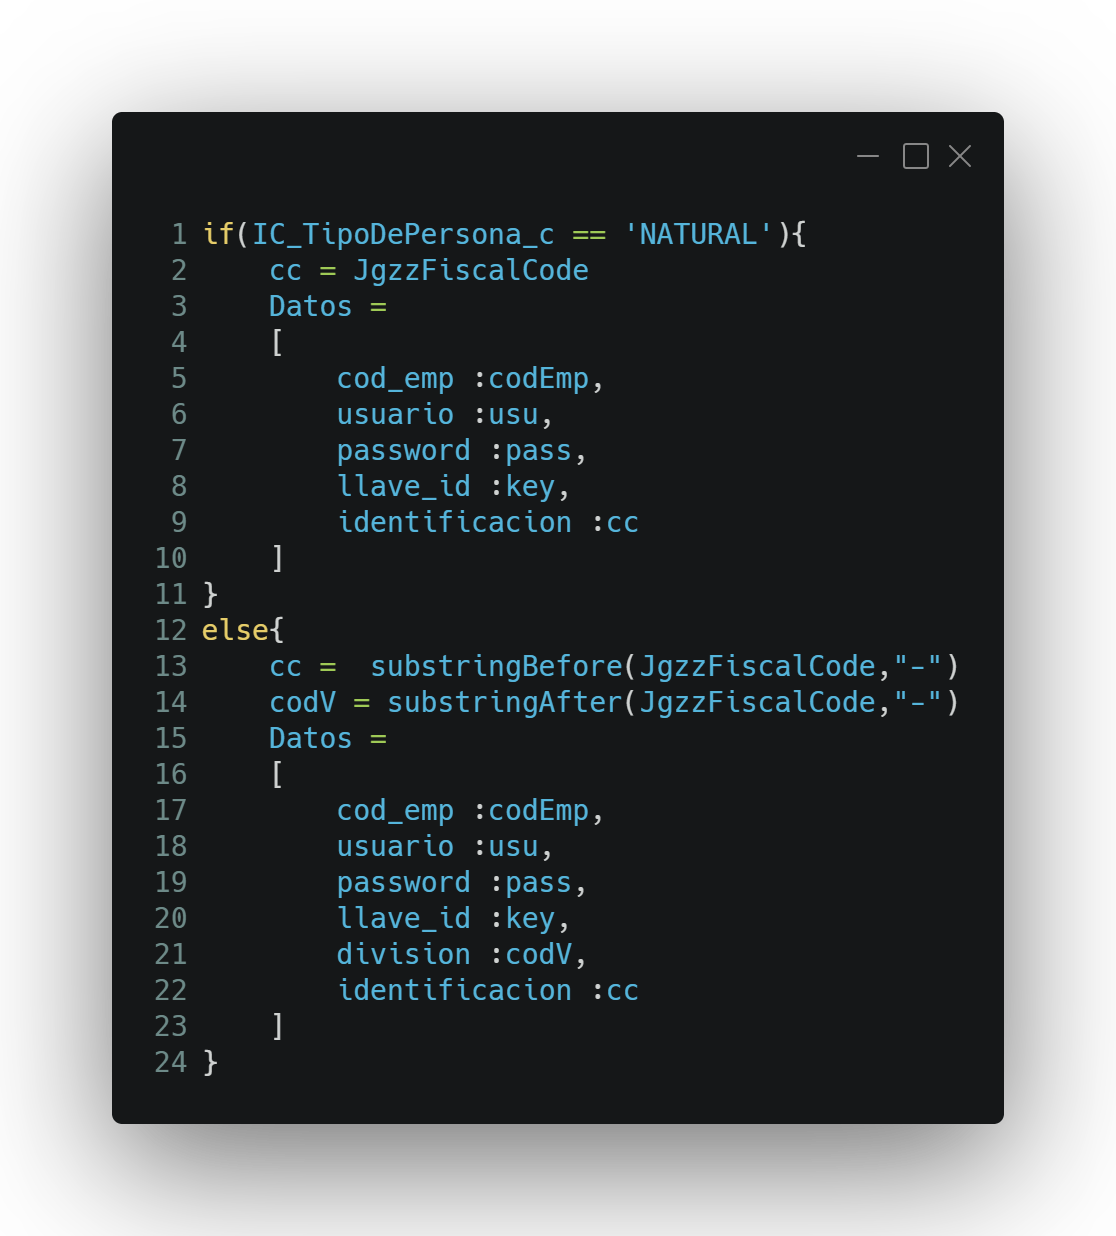 1 if(IC_TipoDePersona_c == 'NATURAL'){
2     cc = JgzzFiscalCode
3     Datos =
4     [
5         cod_emp :codEmp,
6         usuario :usu,
7         password :pass,
8         llave_id :key,
9         identificacion :cc
10     ]
11 }
12 else{
13     cc =  substringBefore(JgzzFiscalCode,"-")
14     codV = substringAfter(JgzzFiscalCode,"-")
15     Datos =
16     [
17         cod_emp :codEmp,
18         usuario :usu,
19         password :pass,
20         llave_id :key,
21         division :codV,
22         identificacion :cc
23     ]
24 }